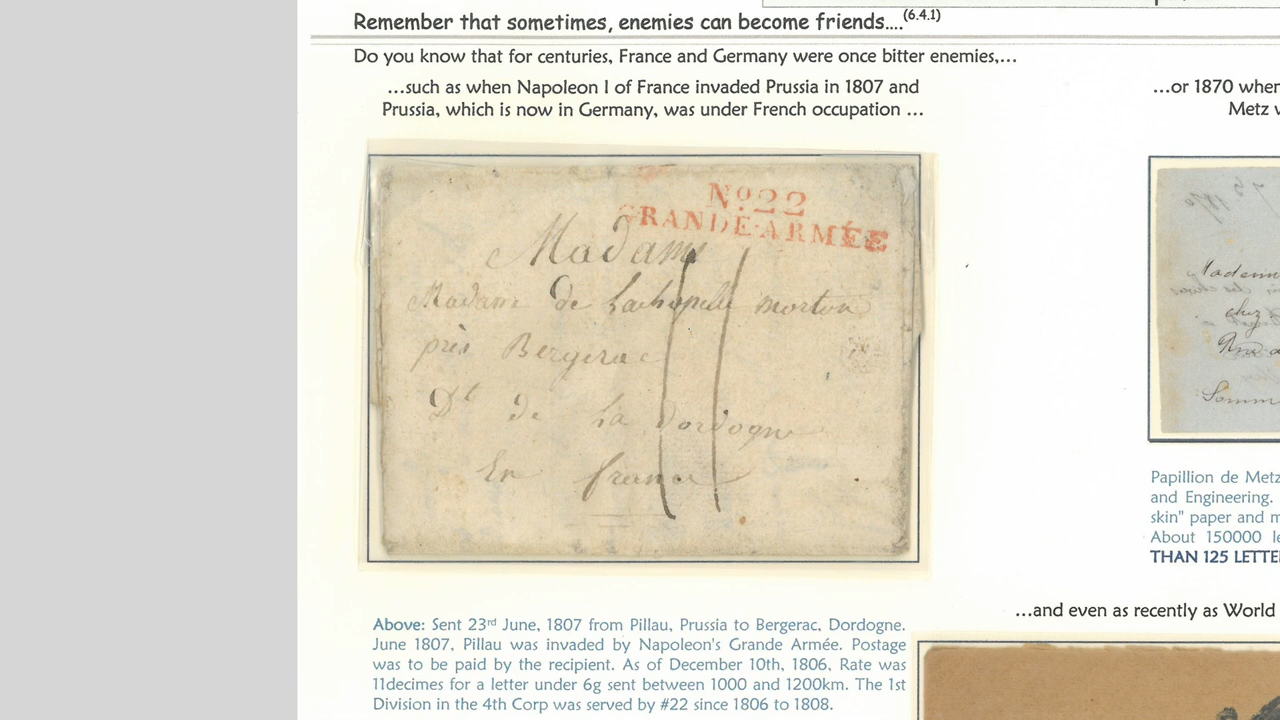 Remember that sometimes, enemies can become friends….(6.4.1)
Do you know that for centuries, France and Germany were once bitter enemies,…
…such as when Napoleon I of France invaded Prussia in 1807 and
Prussia, which is now in Germany, was under French occupation …
…or 1870 when
Metz
No 22
GRANDE-ARMÉE
Madame
Madame de Lachapelle morton
près Bergerac
Dt de La Dordogne
En france
11
chez
Somm
Papillion de Metz
and Engineering.
skin" paper and
About 150000
THAN 125 LETTE
…and even as recently as World
Above: Sent 23rd June, 1807 from Pillau, Prussia to Bergerac, Dordogne.
June 1807, Pillau was invaded by Napoleon's Grande Armée. Postage
was to be paid by the recipient. As of December 10th, 1806, Rate was
11decimes for a letter under 6g sent between 1000 and 1200km. The 1st
Division in the 4th Corp was served by #22 since 1806 to 1808.